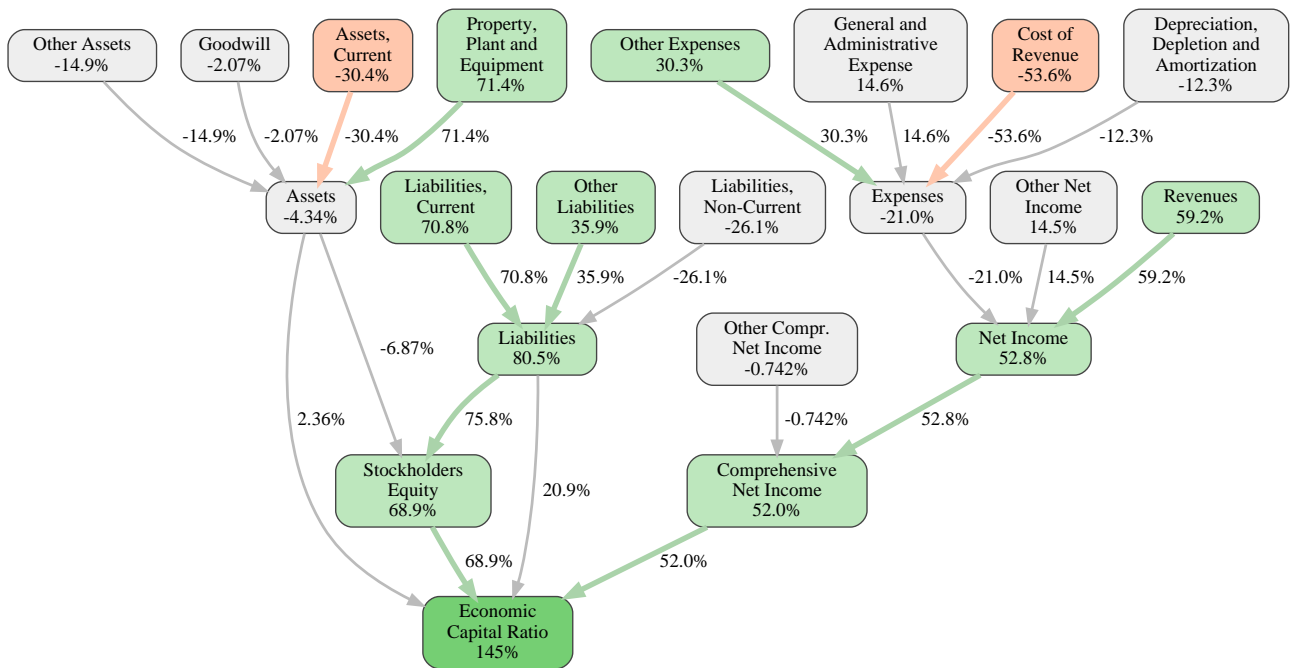 Other Assets
-14.9%
Goodwill
-2.07%
Assets,
Current
-30.4%
Property,
Plant and
Equipment
71.4%
Other Expenses
30.3%
General and
Administrative
Expense
14.6%
Cost of
Revenue
-53.6%
Depreciation,
Depletion and
Amortization
-12.3%
-14.9%
-2.07%
-30.4%
71.4%
30.3%
14.6%
-53.6%
-12.3%
Assets
-4.34%
Liabilities,
Current
70.8%
Other
Liabilities
35.9%
Liabilities,
Non-Current
-26.1%
Expenses
-21.0%
Other Net
Income
14.5%
Revenues
59.2%
70.8%
35.9%
-26.1%
-21.0%
14.5%
59.2%
-6.87%
Liabilities
80.5%
Other Compr.
Net Income
-0.742%
Net Income
52.8%
2.36%
75.8%
-0.742%
52.8%
Stockholders
Equity
68.9%
20.9%
Comprehensive
Net Income
52.0%
68.9%
52.0%
Economic
Capital Ratio
145%